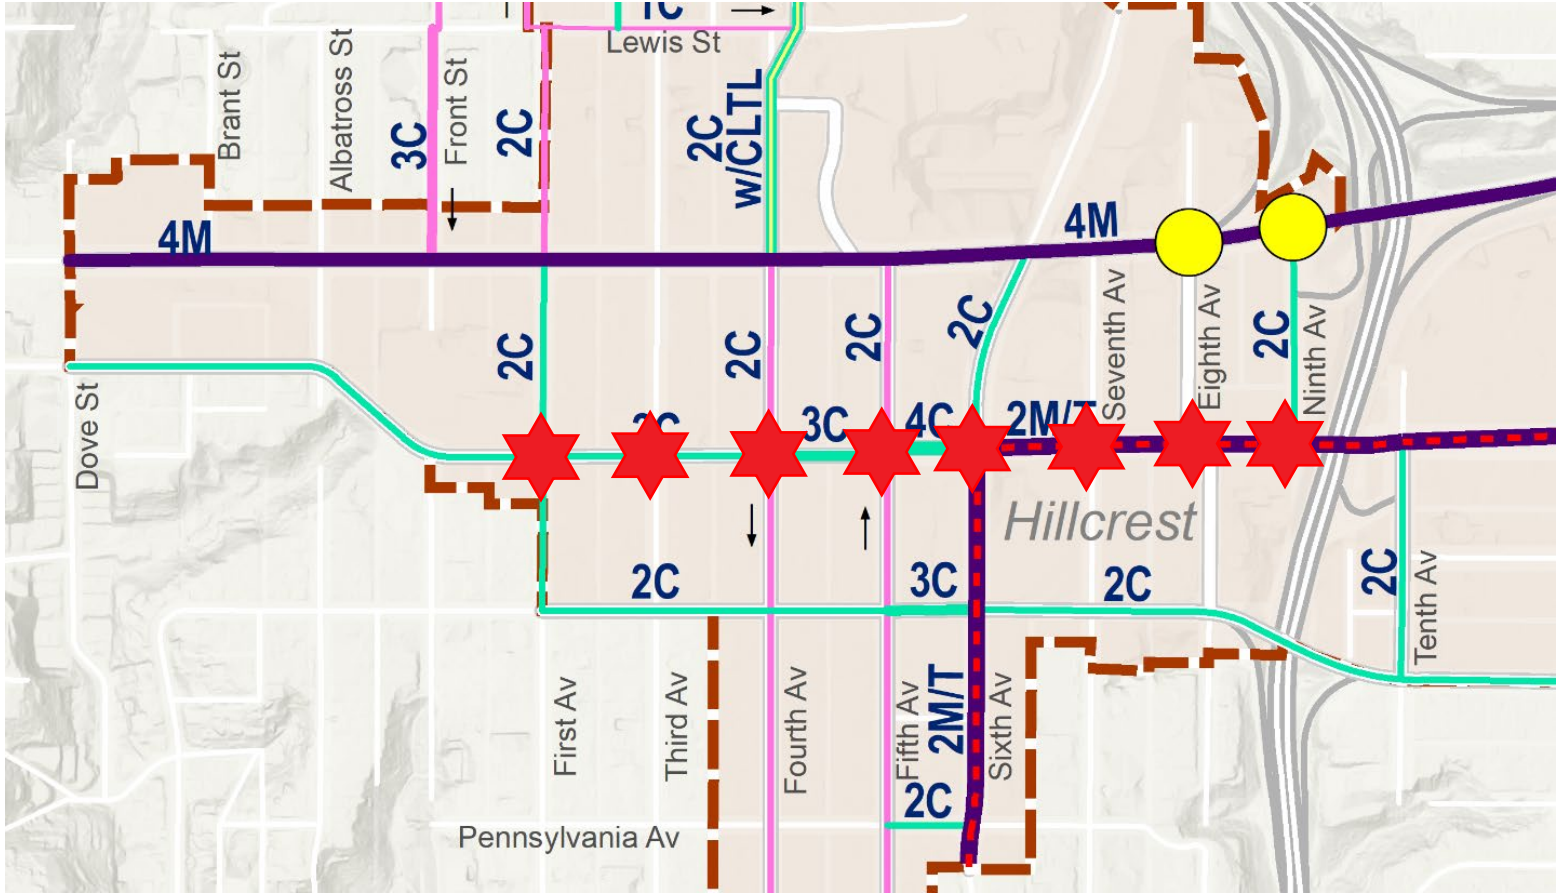 1C
Lewis St
Brant St
Albatross St
3C
Front St
2C
2C
w/CLTL
4M
4M
2C
2C
2C
2C
Seventh Av
Eighth Av
2C
Ninth Av
Dove St
3C
4C
2M/T
Hillcrest
2C
3C
2C
2C
Tenth Av
First Av
Third Av
Fourth Av
Fifth Av
2M/T
Sixth Av
2C
Pennsylvania Av